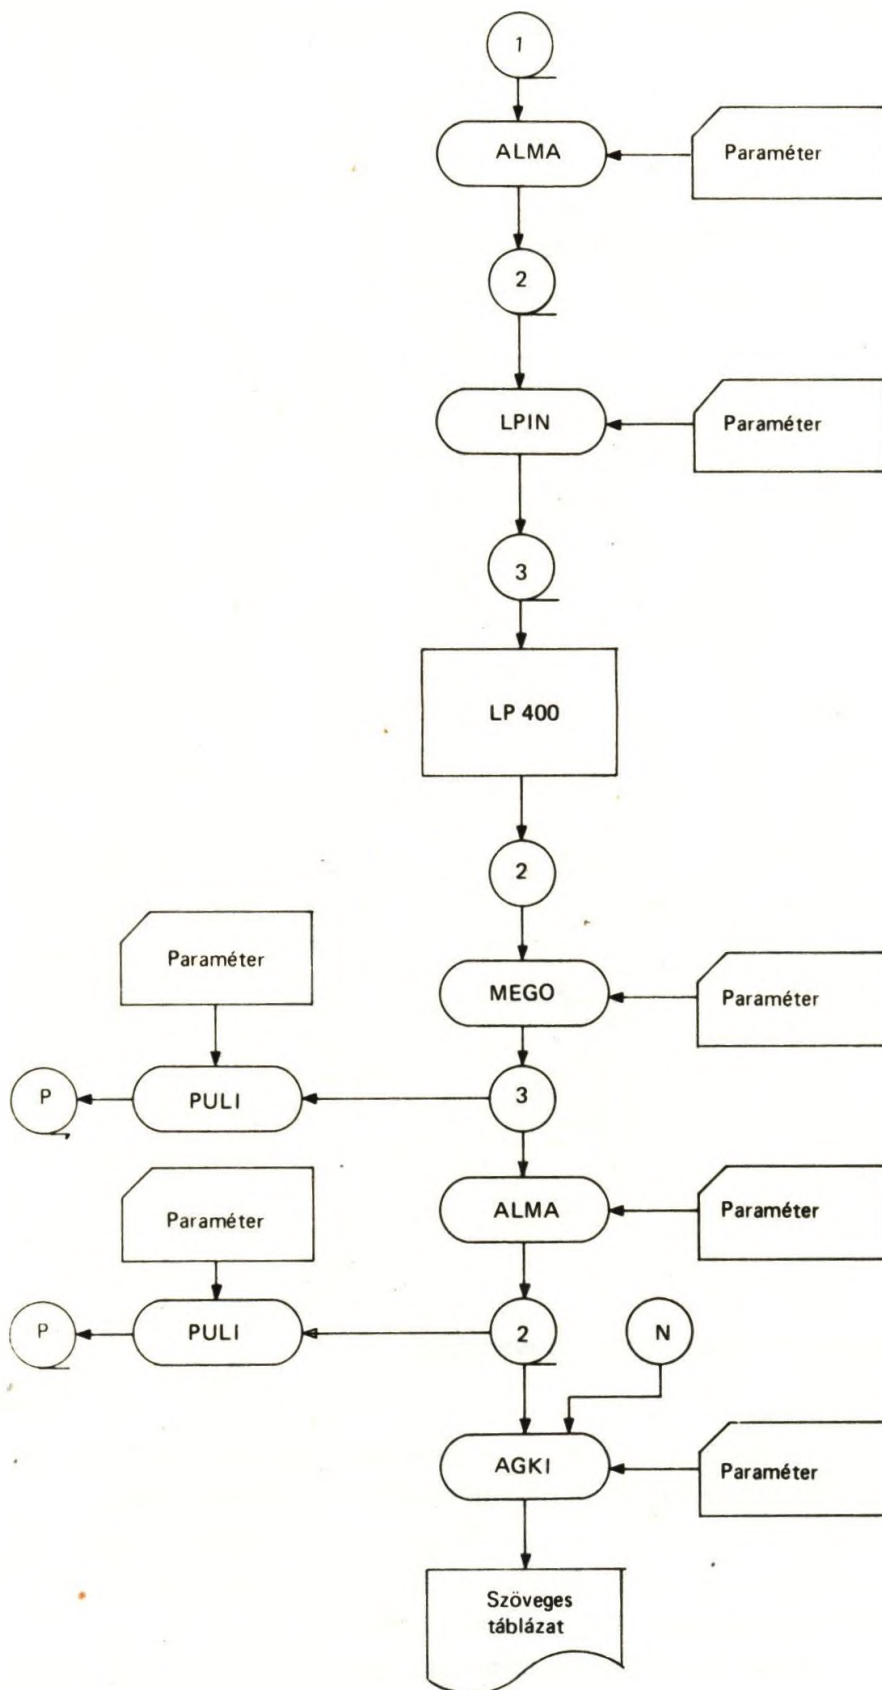 1
ALMA
Paraméter
2
LPIN
Paraméter
3
LP 400
2
Paraméter
MEGO
Paraméter
P
PULI
3
Paraméter
ALMA
Paraméter
P
PULI
2
N
AGKI
Paraméter
Szöveges
táblázat